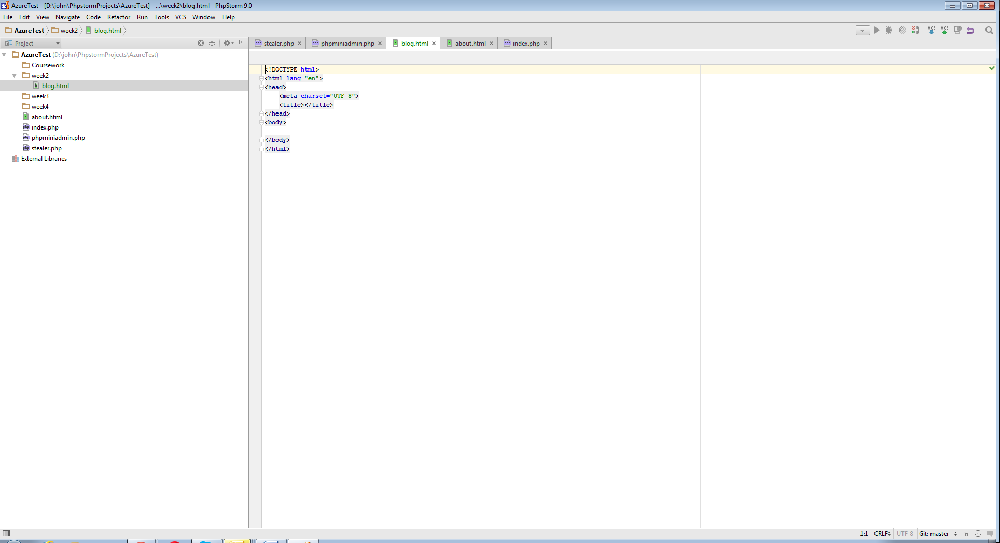 AzureTest - [D:\john\PhpstormProjects\AzureTest] - ...\week2\blog.html - PhpStorm 9.0
File Edit View Navigate Code Refactor Run Tools VCS Window Help
AzureTest week2 blog.html VCS VCS
Project
stealer.php phpminiadmin.php blog.html about.html index.php
AzureTest (D:\john\PhpstormProjects\AzureTest)
Coursework
week2
blog.html
week3
week4
about.html
index.php
phpminiadmin.php
stealer.php
External Libraries
<!DOCTYPE html>
<html lang="en">
<head>
<meta charset="UTF-8">
<title></title>
</head>
<body>
</body>
</html>
1:1 CRLF UTF-8 Git: master